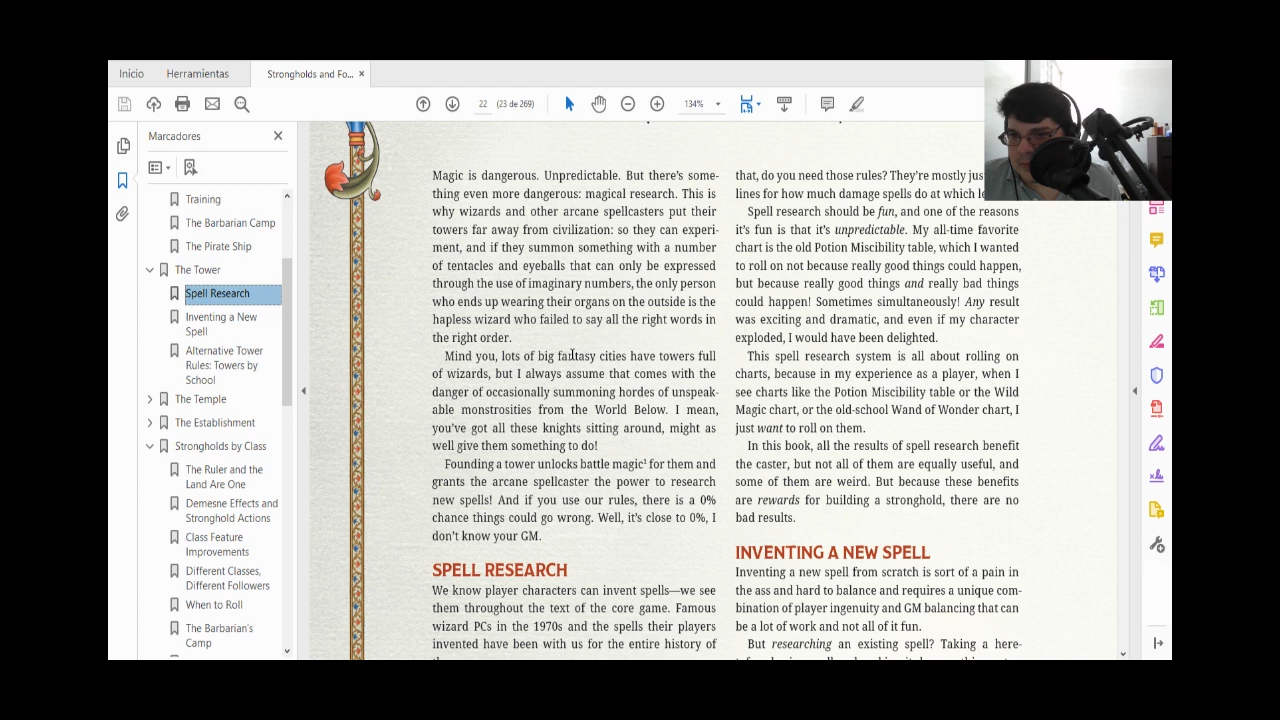 Inicio
Herramientas
Strongholds and Fo...
22 (23 de 269)
134%
Marcadores
Training
The Barbarian Camp
The Pirate Ship
The Tower
Spell Research
Inventing a New
Spell
Alternative Tower
Rules: Towers by
School
The Temple
The Establishment
Strongholds by Class
The Ruler and the
Land Are One
Demesne Effects and
Stronghold Actions
Class Feature
Improvements
Different Classes,
Different Followers
When to Roll
The Barbarian's
Camp
Magic is dangerous. Unpredictable. But there's some-
thing even more dangerous: magical research. This is
why wizards and other arcane spellcasters put their
towers far away from civilization: so they can experi-
ment, and if they summon something with a number
of tentacles and eyeballs that can only be expressed
through the use of imaginary numbers, the only person
who ends up wearing their organs on the outside is the
hapless wizard who failed to say all the right words in
the right order.
Mind you, lots of big fantasy cities have towers full
of wizards, but I always assume that comes with the
danger of occasionally summoning hordes of unspeak-
able monstrosities from the World Below. I mean,
you've got all these knights sitting around, might as
well give them something to do!
Founding a tower unlocks battle magic¹ for them and
grants the arcane spellcaster the power to research
new spells! And if you use our rules, there is a 0%
chance things could go wrong. Well, it's close to 0%, I
don't know your GM.
SPELL RESEARCH
We know player characters can invent spells—we see
them throughout the text of the core game. Famous
wizard PCs in the 1970s and the spells their players
invented have been with us for the entire history of
that, do you need those rules? They're mostly
lines for how much damage spells do at which
Spell research should be fun, and one of the reasons
it's fun is that it's unpredictable. My all-time favorite
chart is the old Potion Miscibility table, which I wanted
to roll on not because really good things could happen,
but because really good things and really bad things
could happen! Sometimes simultaneously! Any result
was exciting and dramatic, and even if my character
exploded, I would have been delighted.
This spell research system is all about rolling on
charts, because in my experience as a player, when I
see charts like the Potion Miscibility table or the Wild
Magic chart, or the old-school Wand of Wonder chart, I
just want to roll on them.
In this book, all the results of spell research benefit
the caster, but not all of them are equally useful, and
some of them are weird. But because these benefits
are rewards for building a stronghold, there are no
bad results.
INVENTING A NEW SPELL
Inventing a new spell from scratch is sort of a pain in
the ass and hard to balance and requires a unique com-
bination of player ingenuity and GM balancing that can
be a lot of work and not all of it fun.
But researching an existing spell? Taking a here-